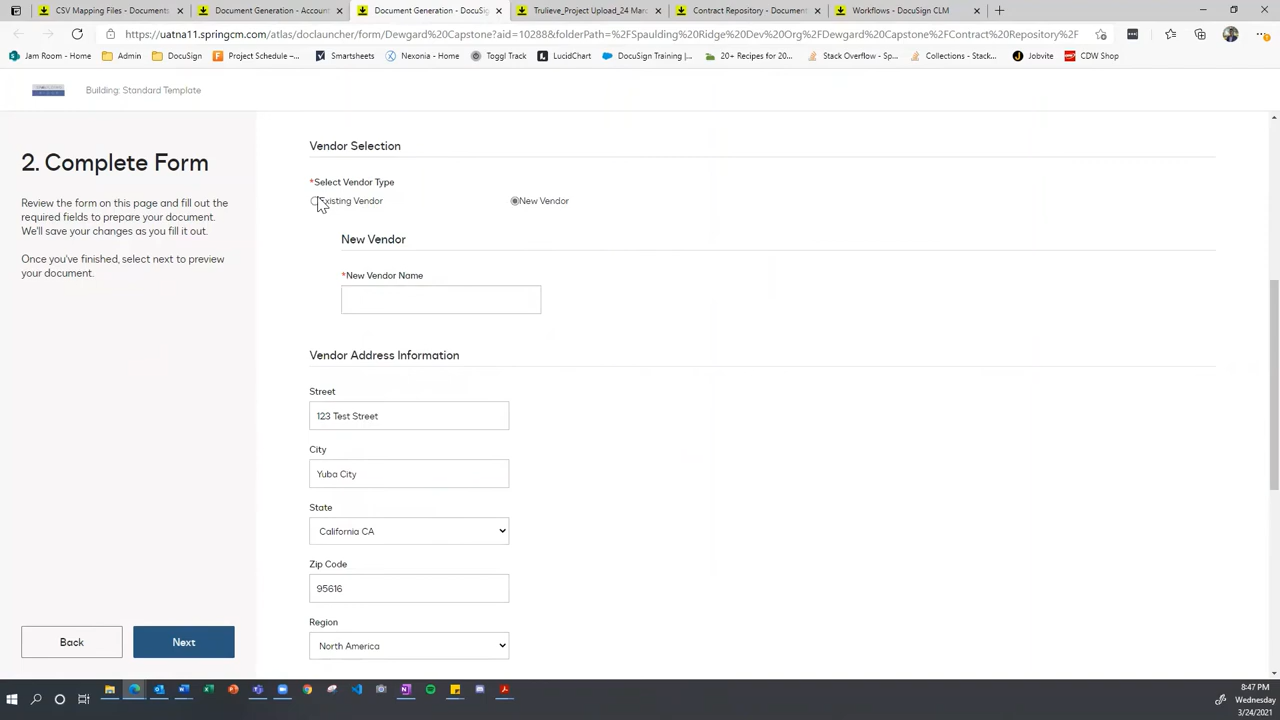 CSV Mapping Files - Documents
Document Generation - Account
Document Generation - DocuSig
Trulieve_Project Upload_24 Marc
Contract Repository - Document
Workflows - DocuSign CLM
https://uatna11.springcm.com/atlas/doclauncher/form/Dewgard%20Capstone?aid=10288&folderPath=%2FSpaulding%20Ridge%20Dev%20Org%2FDewgard%20Capstone%2FContract%20Repository%2F
Jam Room - Home
Admin
DocuSign
Project Schedule -...
Smartsheets
Nexonia - Home
Toggl Track
LucidChart
DocuSign Training |...
20+ Recipes for 20...
Stack Overflow - Sp...
Collections - Stack...
Jobvite
CDW Shop
Building: Standard Template
2. Complete Form
Review the form on this page and fill out the
required fields to prepare your document.
We'll save your changes as you fill it out.
Once you've finished, select next to preview
your document.
Back
Next
Vendor Selection
*Select Vendor Type
Existing Vendor
New Vendor
New Vendor
*New Vendor Name
Vendor Address Information
Street
123 Test Street
City
Yuba City
State
California CA
Zip Code
95616
Region
North America
8:47 PM
Wednesday
3/24/2021